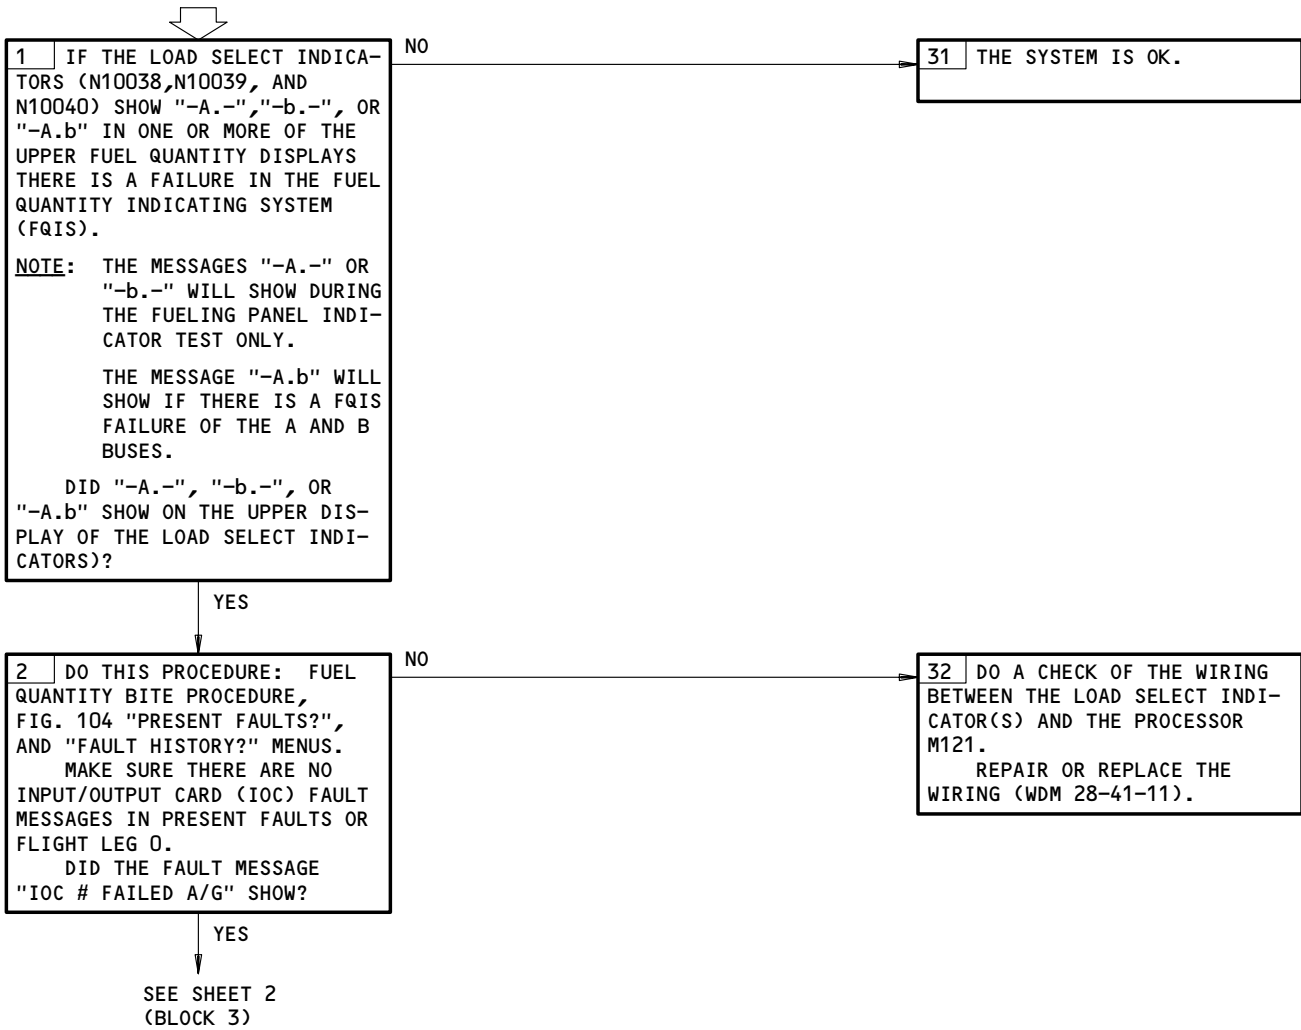 1 IF THE LOAD SELECT INDICA-
TORS (N10038,N10039, AND
N10040) SHOW "-A.-","-b.-", OR
"-A.b" IN ONE OR MORE OF THE
UPPER FUEL QUANTITY DISPLAYS
THERE IS A FAILURE IN THE FUEL
QUANTITY INDICATING SYSTEM
(FQIS).
NOTE: THE MESSAGES "-A.-" OR
"-b.-" WILL SHOW DURING
THE FUELING PANEL INDI-
CATOR TEST ONLY.
THE MESSAGE "-A.b" WILL
SHOW IF THERE IS A FQIS
FAILURE OF THE A AND B
BUSES.
DID "-A.-", "-b.-", OR
"-A.b" SHOW ON THE UPPER DIS-
PLAY OF THE LOAD SELECT INDI-
CATORS)?
NO
31 THE SYSTEM IS OK.
YES
2 DO THIS PROCEDURE: FUEL
QUANTITY BITE PROCEDURE,
FIG. 104 "PRESENT FAULTS?",
AND "FAULT HISTORY?" MENUS.
MAKE SURE THERE ARE NO
INPUT/OUTPUT CARD (IOC) FAULT
MESSAGES IN PRESENT FAULTS OR
FLIGHT LEG 0.
DID THE FAULT MESSAGE
"IOC # FAILED A/G" SHOW?
NO
32 DO A CHECK OF THE WIRING
BETWEEN THE LOAD SELECT INDI-
CATOR(S) AND THE PROCESSOR
M121.
REPAIR OR REPLACE THE
WIRING (WDM 28-41-11).
YES
SEE SHEET 2
(BLOCK 3)